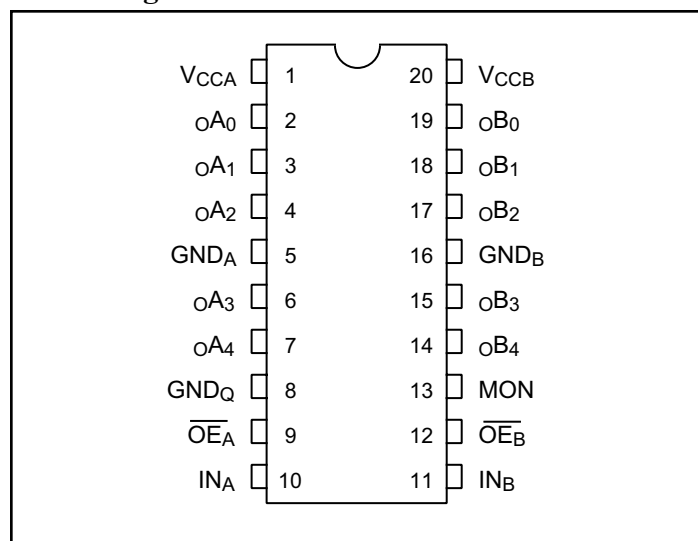 VCCA 1 20 VCCB
OA0 2 19 OB0
OA1 3 18 OB1
OA2 4 17 OB2
GNDA 5 16 GNDB
OA3 6 15 OB3
OA4 7 14 OB4
GNDQ 8 13 MON
O̅E̅A̅ 9 12 O̅E̅B̅
INA 10 11 INB